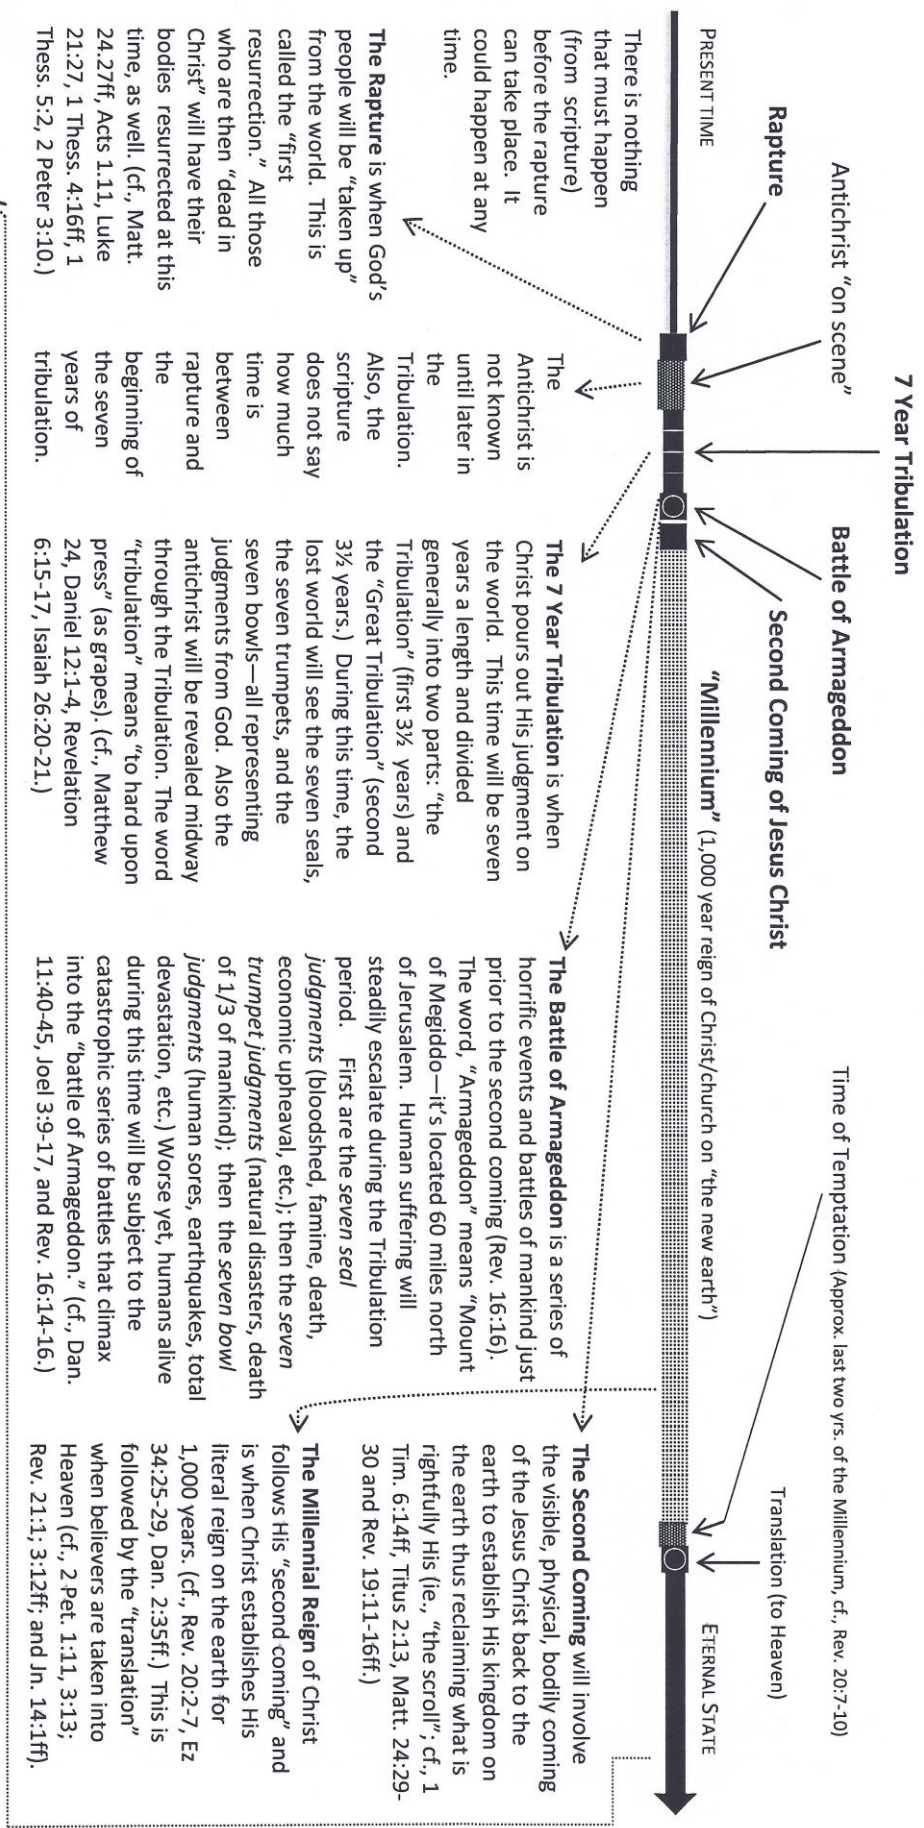 7 Year Tribulation
Antichrist "on scene"
Battle of Armageddon
Time of Temptation (Approx. last two yrs. of the Millennium, cf., Rev. 20:7-10)
Rapture
Second Coming of Jesus Christ
Translation (to Heaven)
PRESENT TIME
"Millennium" (1,000 year reign of Christ/church on "the new earth")
ETERNAL STATE
There is nothing
that must happen
(from scripture)
before the rapture
can take place. It
could happen at any
time.
The Rapture is when God's
people will be "taken up"
from the world. This is
called the "first
resurrection." All those
who are then "dead in
Christ" will have their
bodies resurrected at this
time, as well. (cf., Matt.
24.27ff, Acts 1.11, Luke
21:27, 1 Thess. 4:16ff, 1
Thess. 5:2, 2 Peter 3:10.)
The
Antichrist is
not known
until later in
the
Tribulation.
Also, the
scripture
does not say
how much
time is
between
rapture and
the
beginning of
the seven
years of
tribulation.
The 7 Year Tribulation is when
Christ pours out His judgment on
the world. This time will be seven
years a length and divided
generally into two parts: "the
Tribulation" (first 3½ years) and
the "Great Tribulation" (second
3½ years.) During this time, the
lost world will see the seven seals,
the seven trumpets, and the
seven bowls—all representing
judgments from God. Also the
antichrist will be revealed midway
through the Tribulation. The word
"tribulation" means "to hard upon
press" (as grapes). (cf., Matthew
24, Daniel 12:1-4, Revelation
6:15-17, Isaiah 26:20-21.)
The Battle of Armageddon is a series of
horrific events and battles of mankind just
prior to the second coming (Rev. 16:16).
The word, "Armageddon" means "Mount
of Megiddo—it's located 60 miles north
of Jerusalem. Human suffering will
steadily escalate during the Tribulation
period. First are the seven seal
judgments (bloodshed, famine, death,
economic upheaval, etc.); then the seven
trumpet judgments (natural disasters, death
of 1/3 of mankind); then the seven bowl
judgments (human sores, earthquakes, total
devastation, etc.) Worse yet, humans alive
during this time will be subject to the
catastrophic series of battles that climax
into the "battle of Armageddon." (cf., Dan.
11:40-45, Joel 3:9-17, and Rev. 16:14-16.)
The Second Coming will involve
the visible, physical, bodily coming
of the Jesus Christ back to the
earth to establish His kingdom on
the earth thus reclaiming what is
rightfully His (ie., "the scroll"; cf., 1
Tim. 6:14ff, Titus 2:13, Matt. 24:29-
30 and Rev. 19:11-16ff.)
The Millennial Reign of Christ
follows His "second coming" and
is when Christ establishes His
literal reign on the earth for
1,000 years. (cf., Rev. 20:2-7, Ez
34:25-29, Dan. 2:35ff.) This is
followed by the "translation"
when believers are taken into
Heaven (cf., 2 Pet. 1:11, 3:13;
Rev. 21:1; 3:12ff; and Jn. 14:1ff).